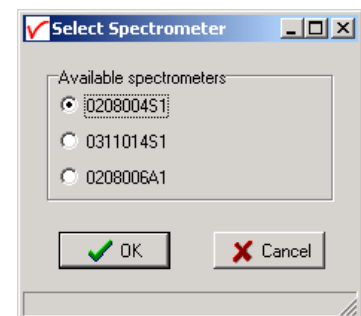 Select Spectrometer
Available spectrometers
0208004S1
0311014S1
0208006A1
OK Cancel